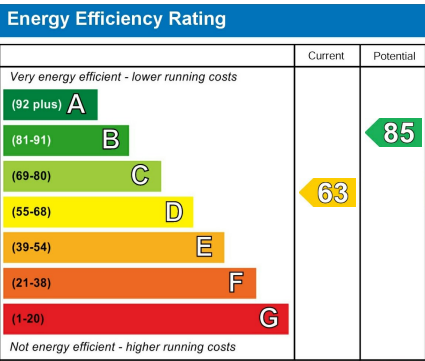 Energy Efficiency Rating
Current Potential
Very energy efficient - lower running costs
(92 plus) A
(81-91) B
85
(69-80) C
63
(55-68) D
(39-54) E
(21-38) F
(1-20) G
Not energy efficient - higher running costs